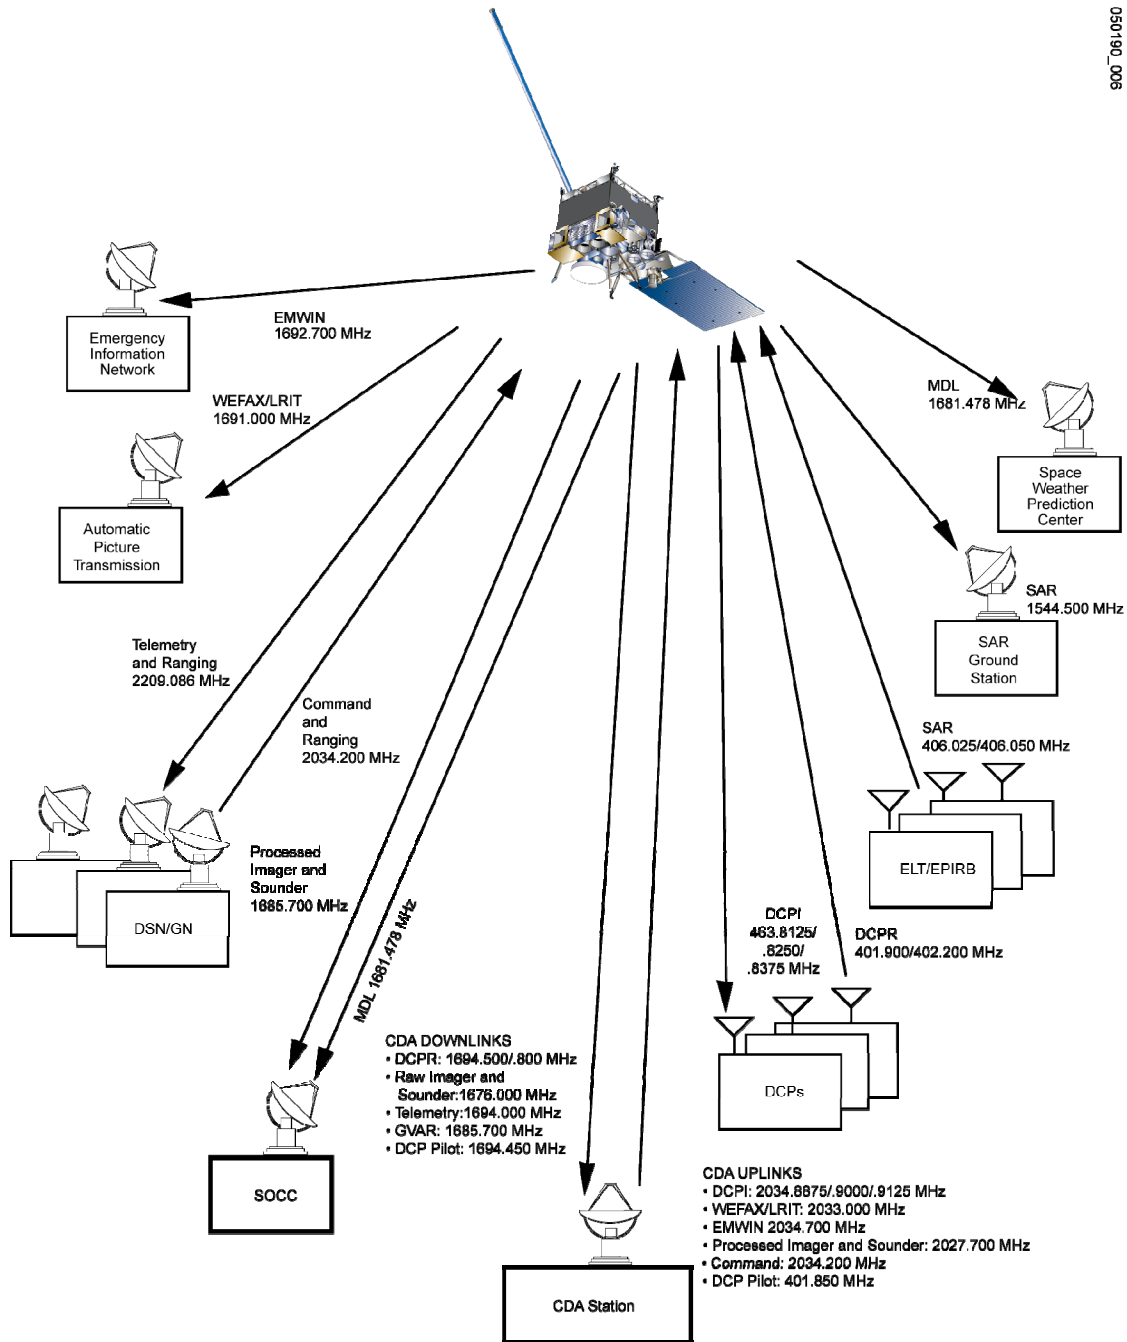 050190_006
EMWIN
1692.700 MHz
Emergency
Information
Network
WEFAX/LRIT
1691.000 MHz
Automatic
Picture
Transmission
MDL
1681.478 MHz
Space
Weather
Prediction
Center
SAR
1544.500 MHz
SAR
Ground
Station
Telemetry
and Ranging
2209.086 MHz
Command
and
Ranging
2034.200 MHz
SAR
406.025/406.050 MHz
ELT/EPIRB
DSN/GN
Processed
Imager and
Sounder
1685.700 MHz
MDL 1681.478 MHz
DCPI
463.8125/
.8250/
.8375 MHz
DCPR
401.900/402.200 MHz
DCPs
CDA DOWNLINKS
• DCPR: 1694.500/.800 MHz
• Raw Imager and
Sounder:1676.000 MHz
• Telemetry:1694.000 MHz
• GVAR: 1685.700 MHz
• DCP Pilot: 1694.450 MHz
SOCC
CDA UPLINKS
• DCPI: 2034.8875/.9000/.9125 MHz
• WEFAX/LRIT: 2033.000 MHz
• EMWIN 2034.700 MHz
• Processed Imager and Sounder: 2027.700 MHz
• Command: 2034.200 MHz
• DCP Pilot: 401.850 MHz
CDA Station